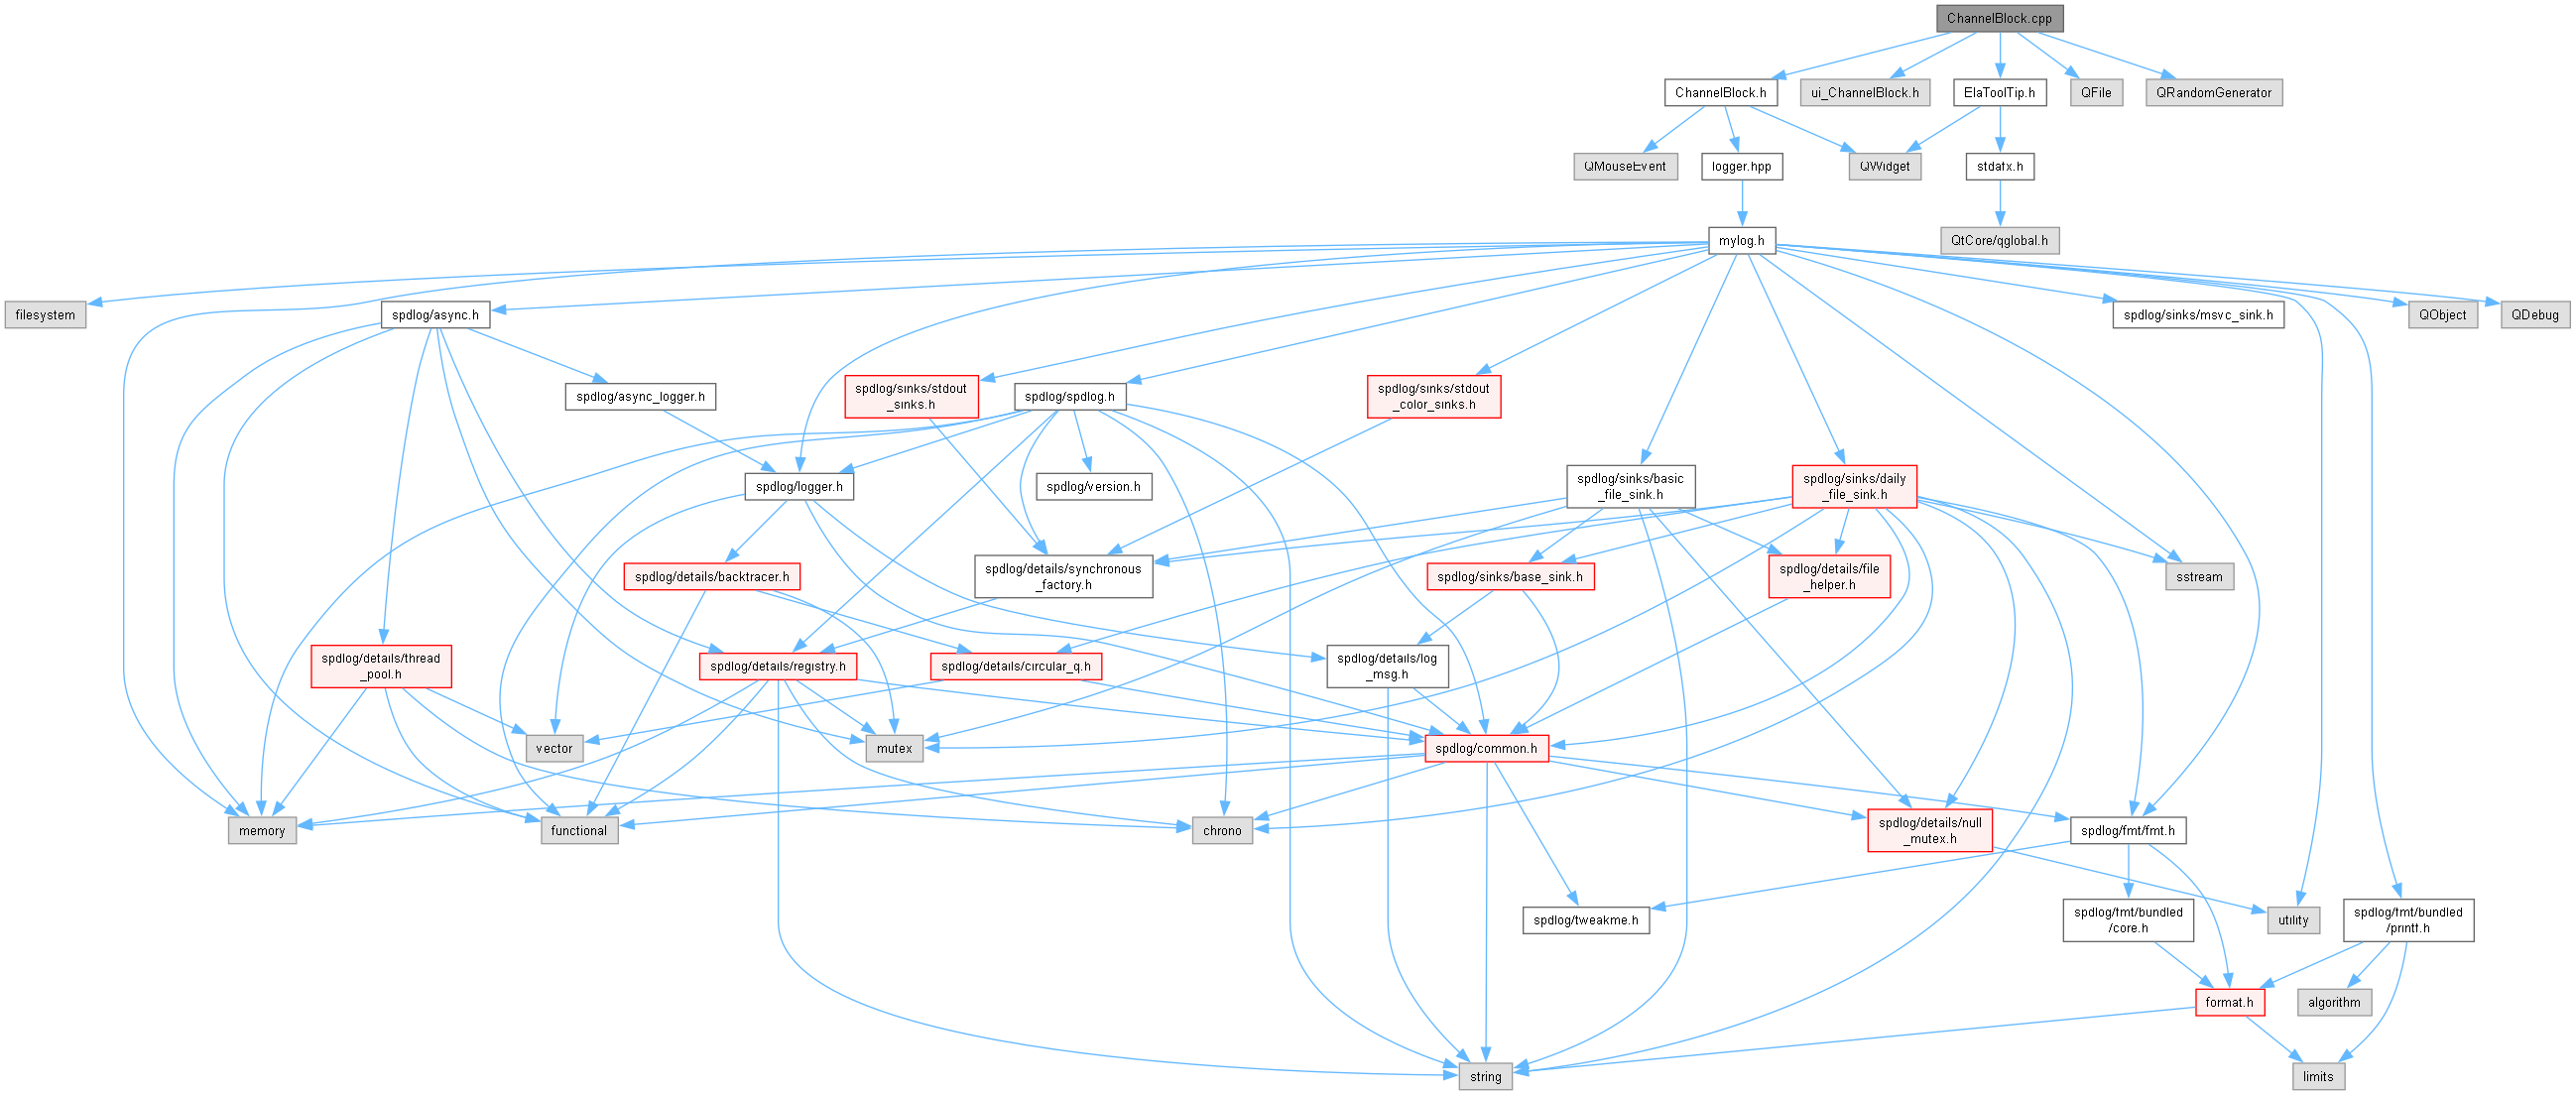 ChannelBlock.cpp
ChannelBlock.h
ui_ChannelBlock.h
ElaToolTip.h
QFile
QRandomGenerator
QMouseEvent
logger.hpp
QWidget
stdafx.h
mylog.h
QtCore/qglobal.h
filesystem
spdlog/async.h
spdlog/sinks/msvc_sink.h
QObject
QDebug
spdlog/async_logger.h
spdlog/sinks/stdout
_sinks.h
spdlog/spdlog.h
spdlog/sinks/stdout
_color_sinks.h
spdlog/logger.h
spdlog/version.h
spdlog/sinks/basic
_file_sink.h
spdlog/sinks/daily
_file_sink.h
spdlog/details/backtracer.h
spdlog/details/synchronous
_factory.h
spdlog/sinks/base_sink.h
spdlog/details/file
_helper.h
sstream
spdlog/details/thread
_pool.h
spdlog/details/registry.h
spdlog/details/circular_q.h
spdlog/details/log
_msg.h
vector
mutex
spdlog/common.h
memory
functional
chrono
spdlog/details/null
_mutex.h
spdlog/fmt/fmt.h
spdlog/tweakme.h
spdlog/fmt/bundled
/core.h
utility
spdlog/fmt/bundled
/printf.h
format.h
algorithm
string
limits